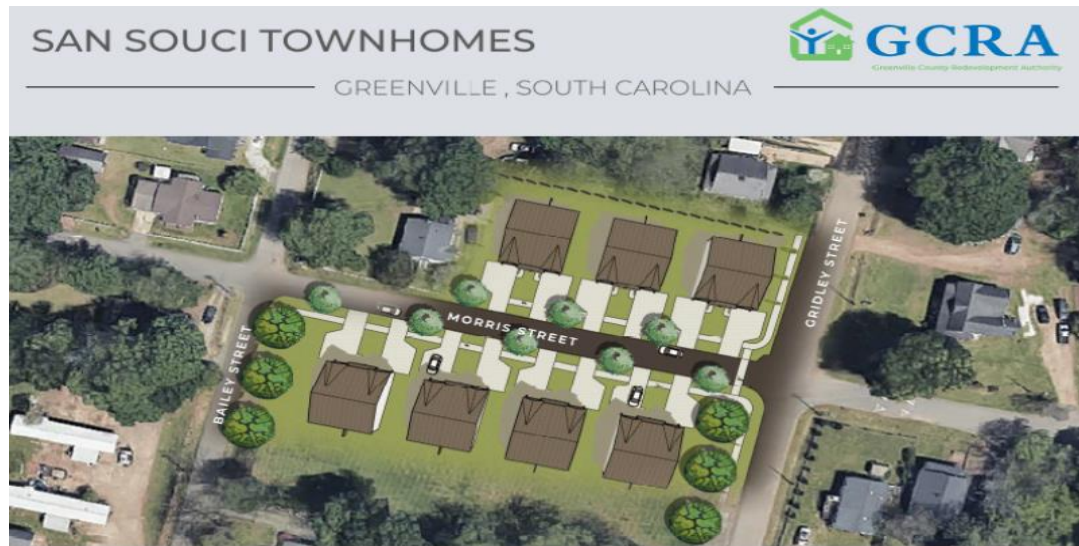 SAN SOUCI TOWNHOMES
GCRA
Greenville County Redevelopment Authority
GREENVILLE , SOUTH CAROLINA
MORRIS STREET
GRIDLEY STREET
BAILEY STREET